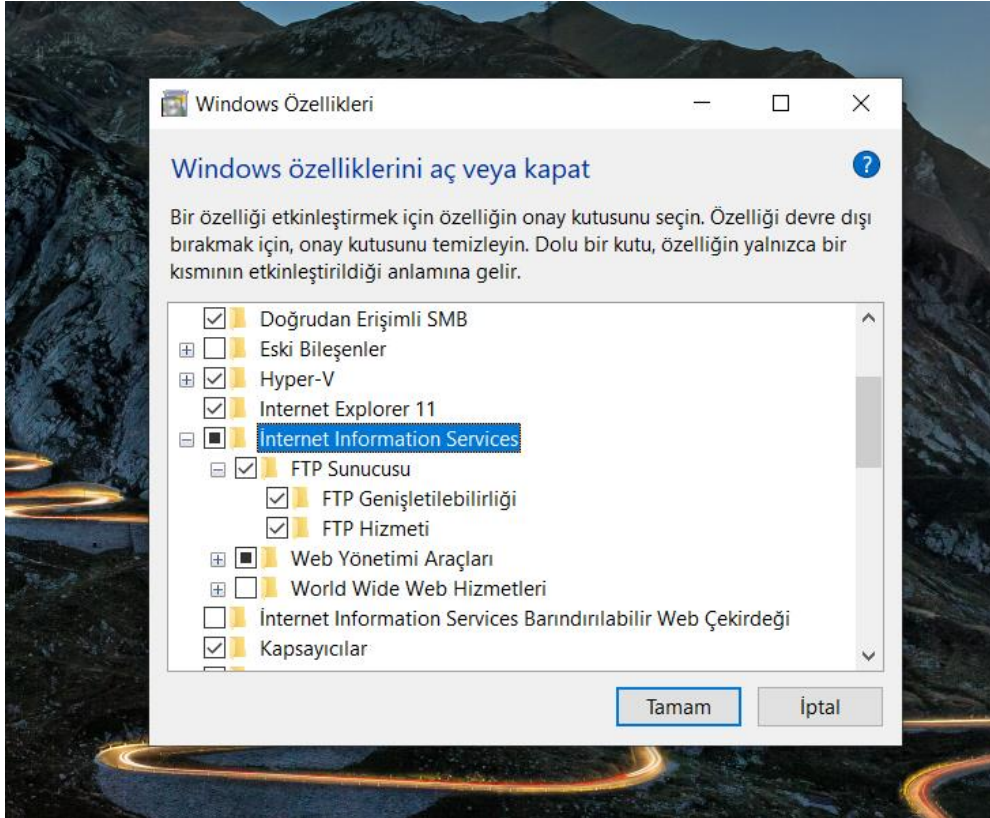 Windows Özellikleri
Windows özelliklerini aç veya kapat
?
Bir özelliği etkinleştirmek için özelliğin onay kutusunu seçin. Özelliği devre dışı
bırakmak için, onay kutusunu temizleyin. Dolu bir kutu, özelliğin yalnızca bir
kısmının etkinleştirildiği anlamına gelir.
Doğrudan Erişimli SMB
Eski Bileşenler
Hyper-V
Internet Explorer 11
İnternet Information Services
FTP Sunucusu
FTP Genişletilebilirliği
FTP Hizmeti
Web Yönetimi Araçları
World Wide Web Hizmetleri
İnternet Information Services Barındırılabilir Web Çekirdeği
Kapsayıcılar
Tamam
İptal